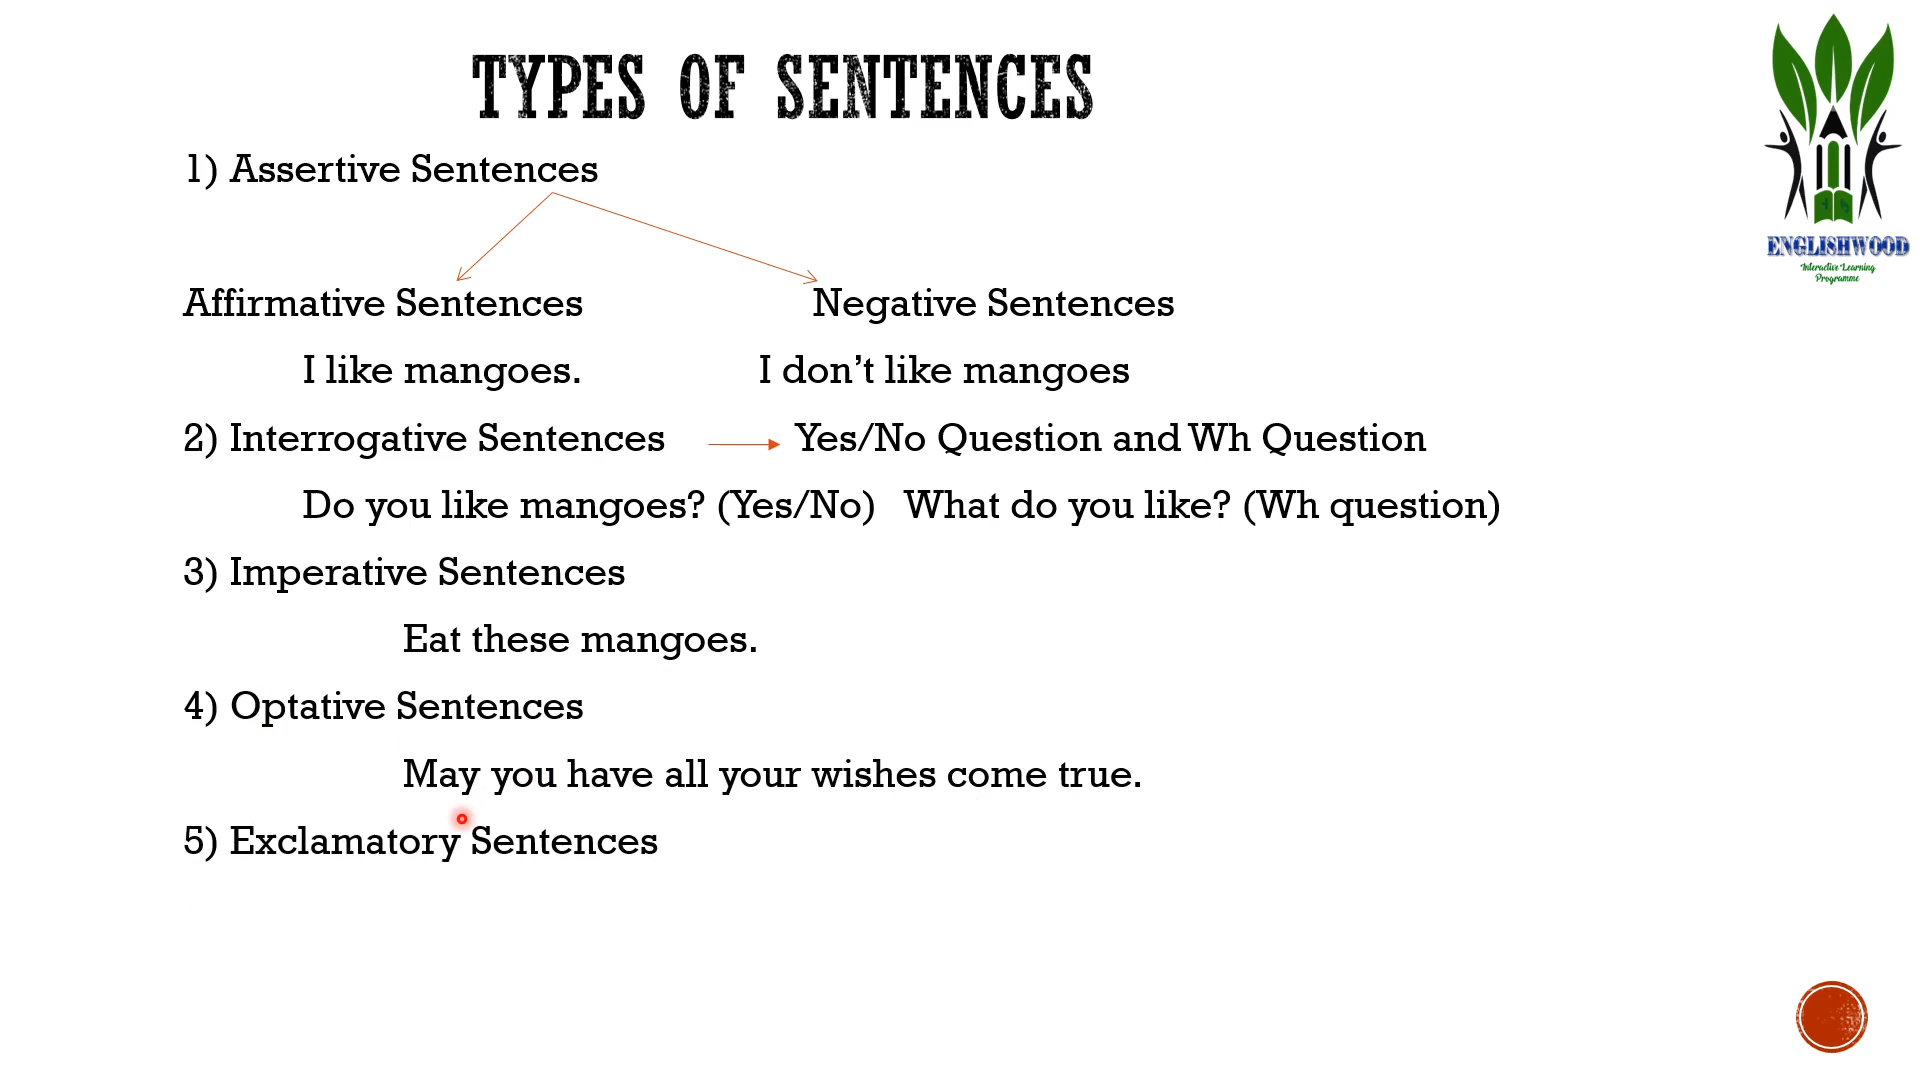 TYPES OF SENTENCES
1) Assertive Sentences
Affirmative Sentences Negative Sentences
I like mangoes. I don’t like mangoes
2) Interrogative Sentences Yes/No Question and Wh Question
Do you like mangoes? (Yes/No) What do you like? (Wh question)
3) Imperative Sentences
Eat these mangoes.
4) Optative Sentences
May you have all your wishes come true.
5) Exclamatory Sentences
ENGLISHWOOD
Interactive Learning
Programme